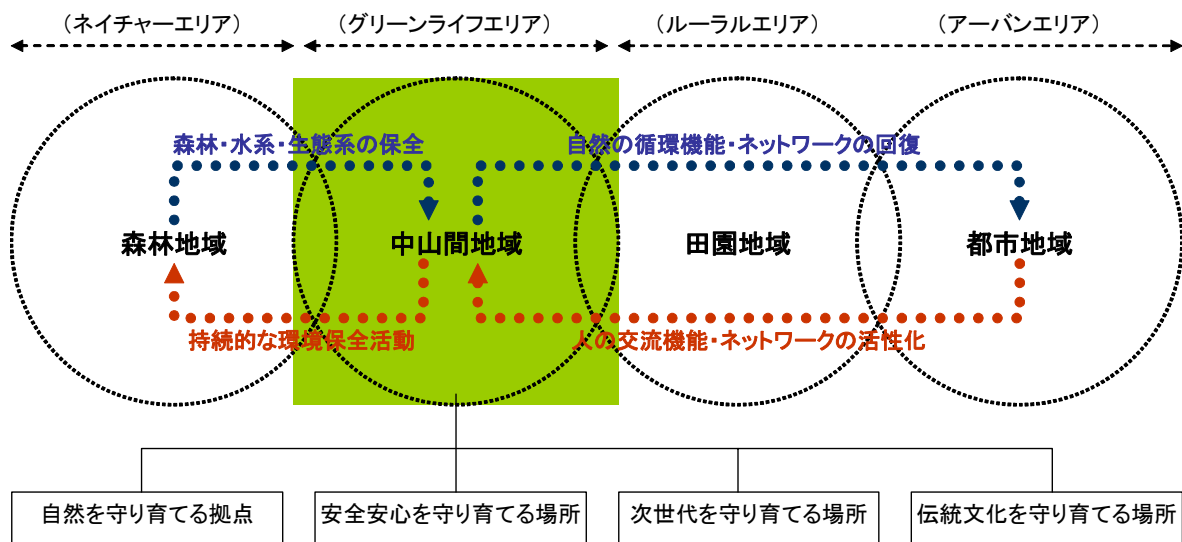 (ネイチャーエリア)
(グリーンライフエリア)
(ルーラルエリア)
(アーバンエリア)
森林・水系・生態系の保全
自然の循環機能・ネットワークの回復
森林地域
中山間地域
田園地域
都市地域
持続的な環境保全活動
人の交流機能・ネットワークの活性化
自然を守り育てる拠点
安全安心を守り育てる場所
次世代を守り育てる場所
伝統文化を守り育てる場所